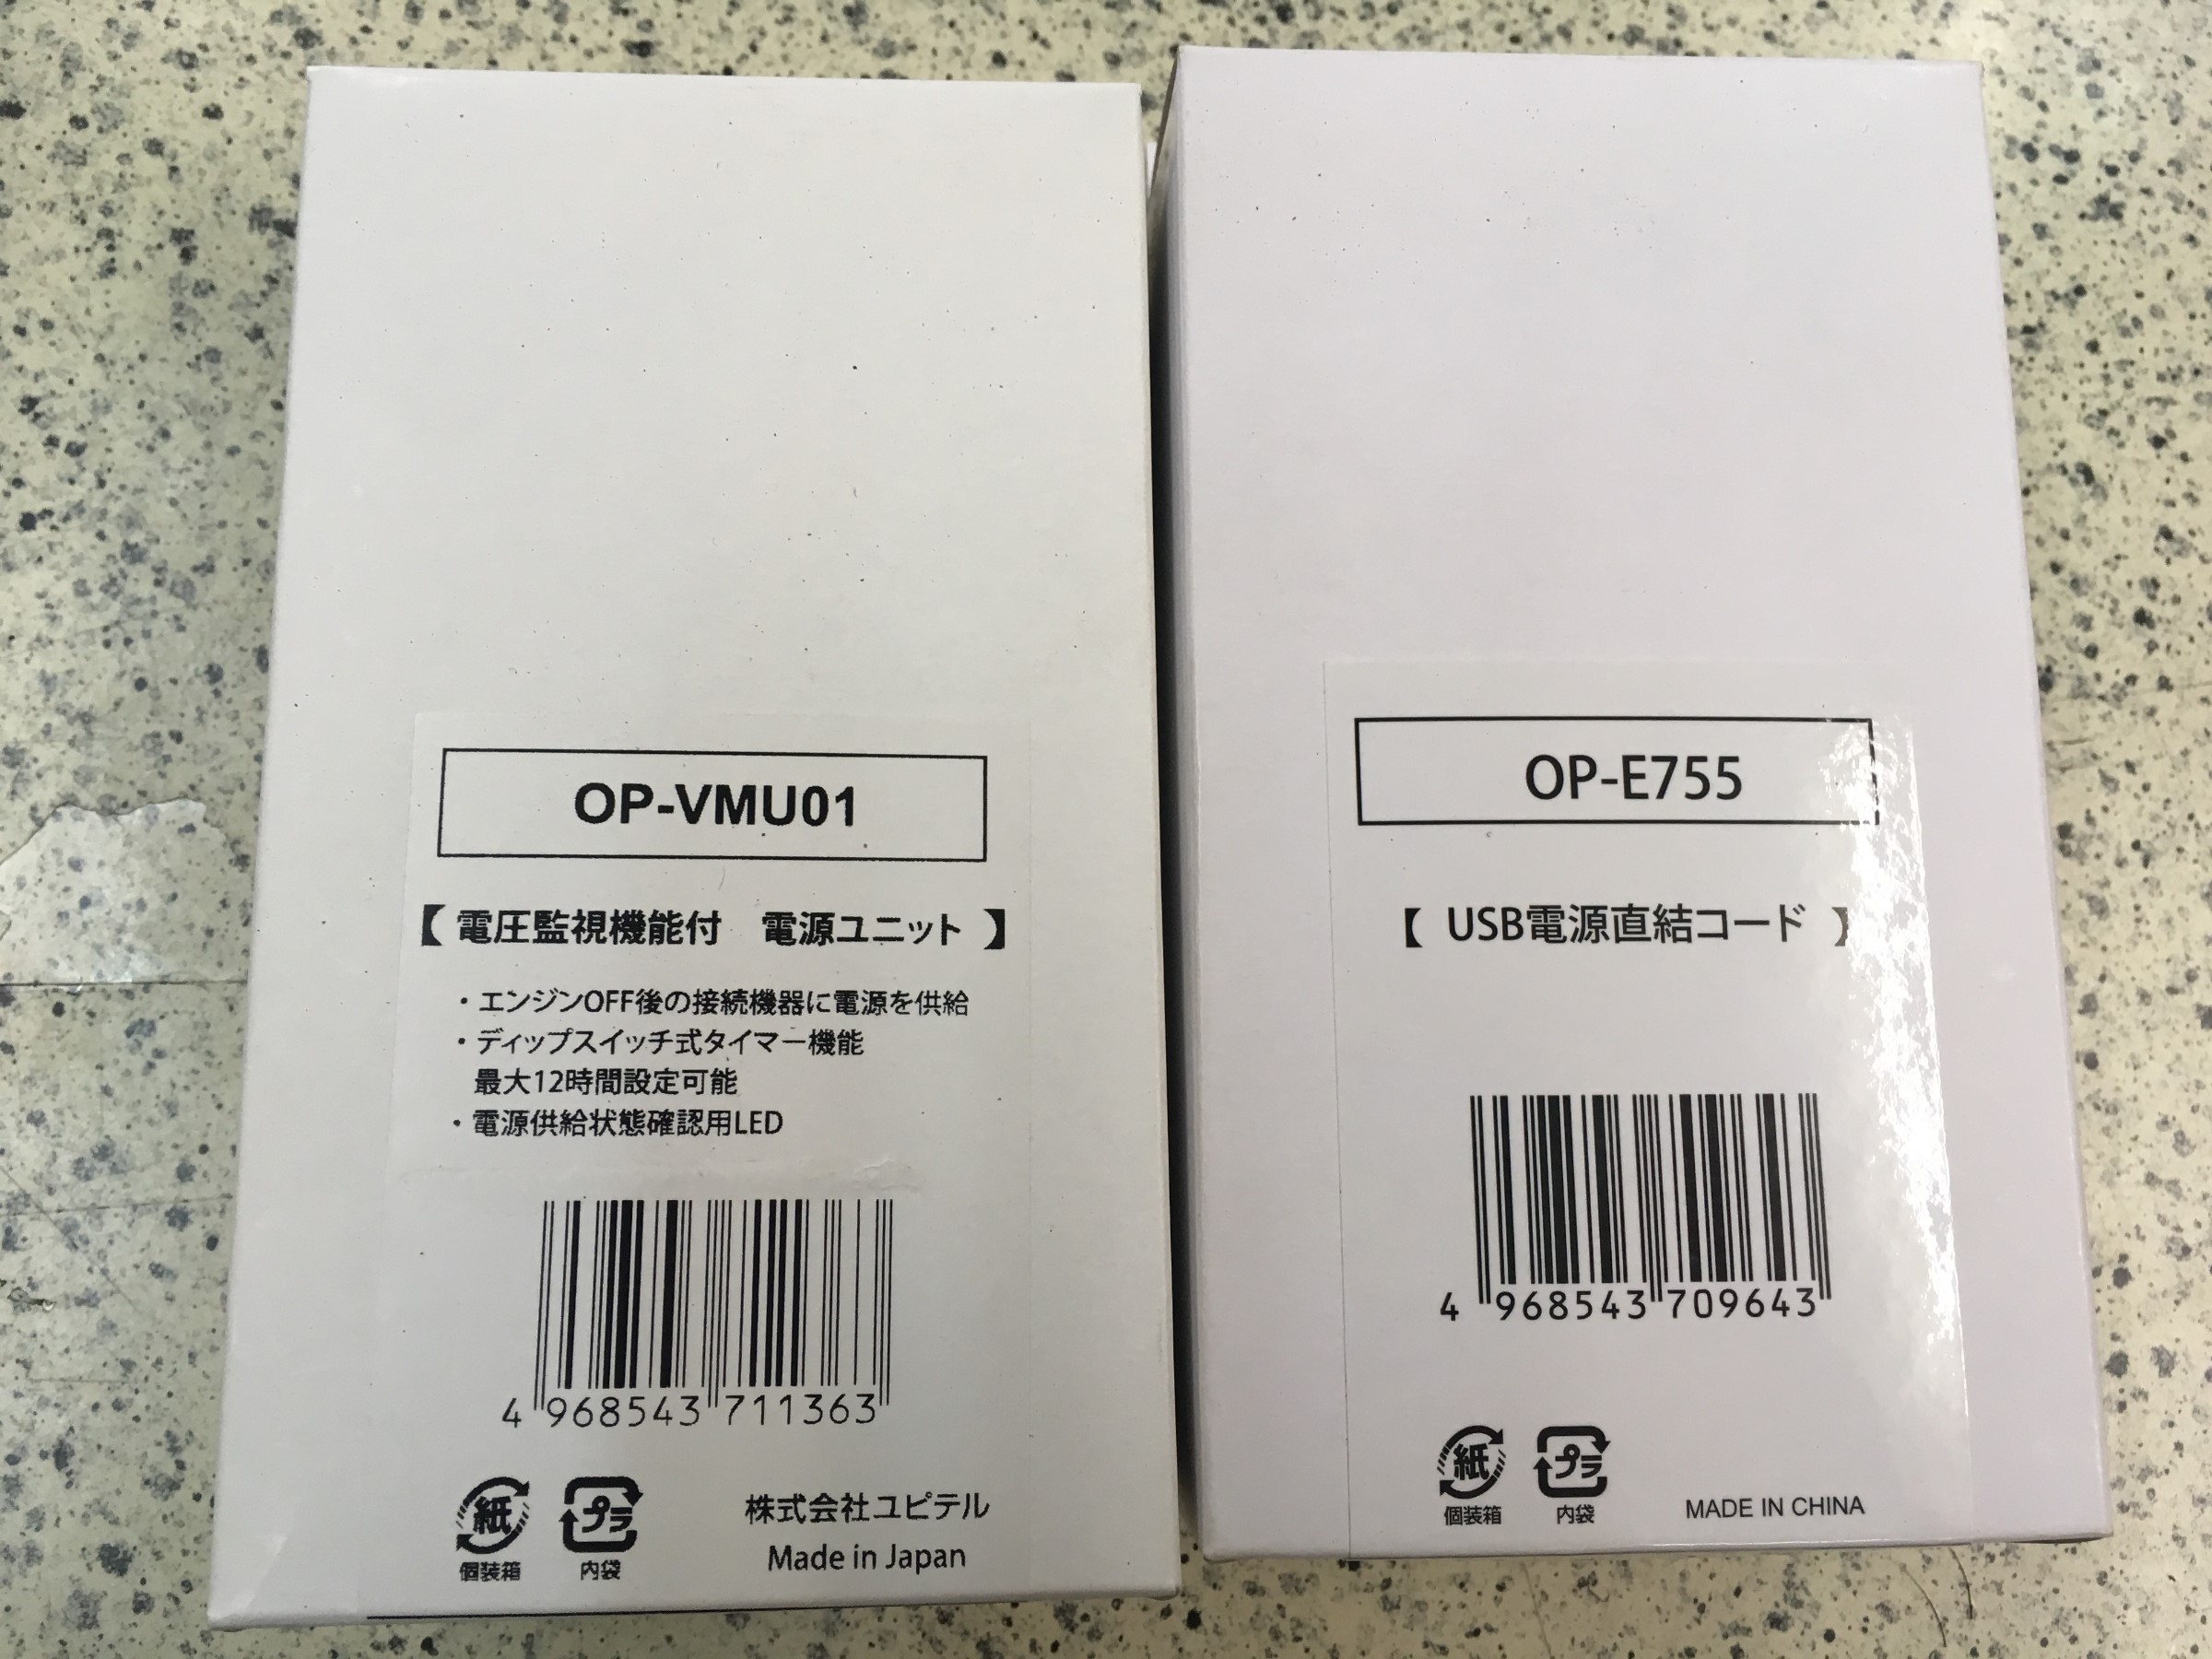 OP-VMU01
【 電圧監視機能付　電源ユニット 】
・エンジンOFF後の接続機器に電源を供給
・ディップスイッチ式タイマー機能
最大12時間設定可能
・電源供給状態確認用LED
4 968543 711363
紙 プラ
個装箱 内袋
株式会社ユピテル
Made in Japan
OP-E755
【 USB電源直結コード 】
4 968543 709643
紙 プラ
個装箱 内袋
MADE IN CHINA